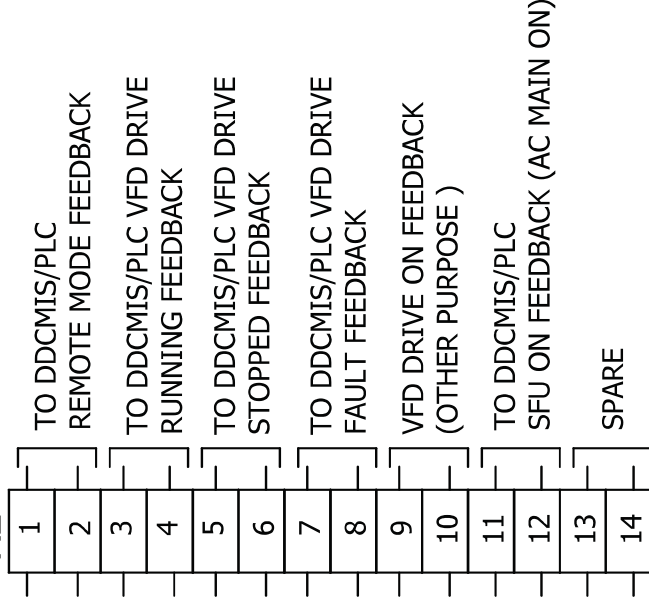 TO DDCMIS/PLC
REMOTE MODE FEEDBACK
TO DDCMIS/PLC VFD DRIVE
RUNNING FEEDBACK
TO DDCMIS/PLC VFD DRIVE
STOPPED FEEDBACK
TO DDCMIS/PLC VFD DRIVE
FAULT FEEDBACK
VFD DRIVE ON FEEDBACK
(OTHER PURPOSE )
TO DDCMIS/PLC
SFU ON FEEDBACK (AC MAIN ON)
SPARE
1
2
3
4
5
6
7
8
9
10
11
12
13
14